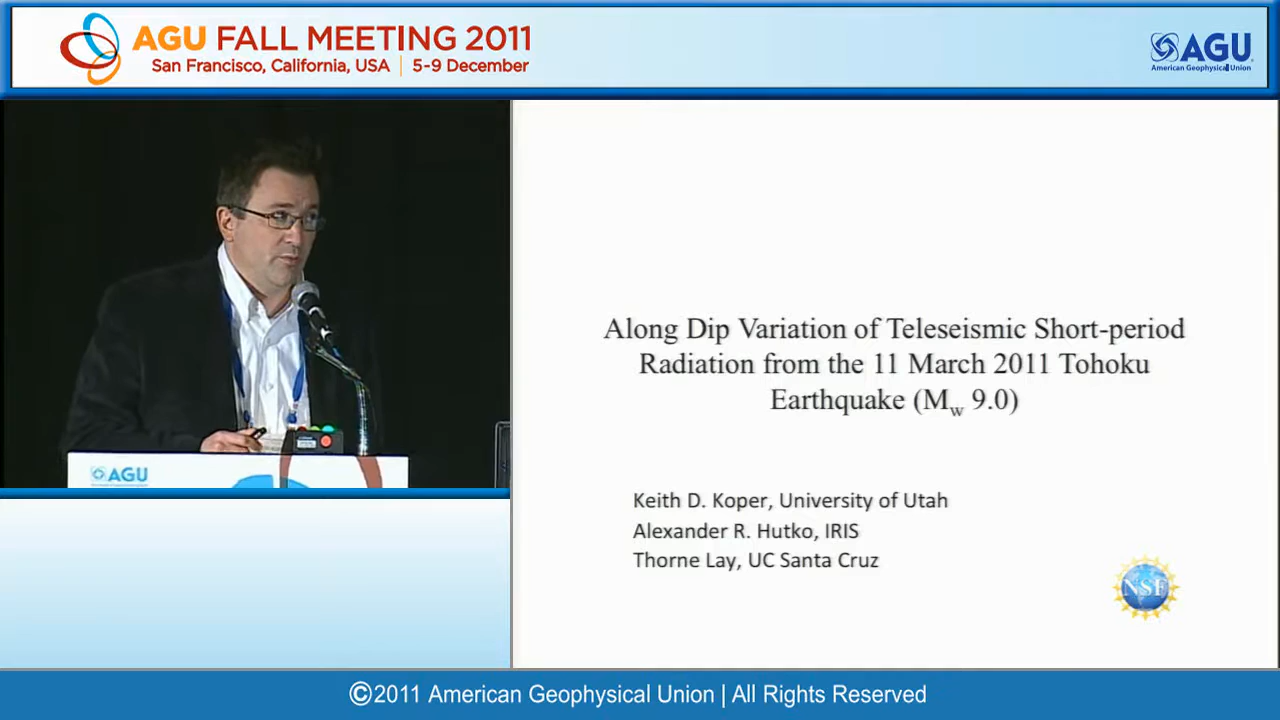 AGU FALL MEETING 2011
San Francisco, California, USA | 5-9 December
AGU
American Geophysical Union
Along Dip Variation of Teleseismic Short-period
Radiation from the 11 March 2011 Tohoku
Earthquake (Mw 9.0)
Keith D. Koper, University of Utah
Alexander R. Hutko, IRIS
Thorne Lay, UC Santa Cruz
NSF
AGU
©2011 American Geophysical Union | All Rights Reserved